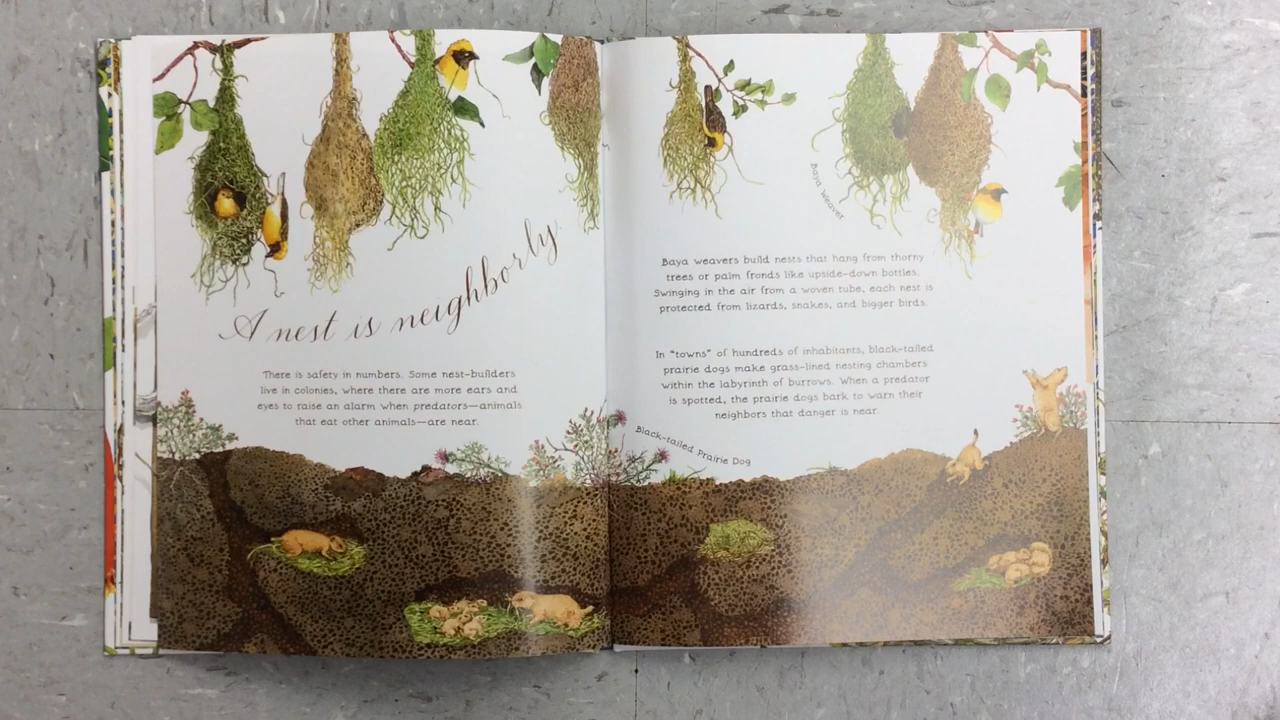 A nest is neighborly.
There is safety in numbers. Some nest-builders
live in colonies, where there are more ears and
eyes to raise an alarm when predators—animals
that eat other animals—are near.
Baya Weaver
Baya weavers build nests that hang from thorny
trees or palm fronds like upside-down bottles.
Swinging in the air from a woven tube, each nest is
protected from lizards, snakes, and bigger birds.
In "towns" of hundreds of inhabitants, black-tailed
prairie dogs make grass-lined nesting chambers
within the labyrinth of burrows. When a predator
is spotted, the prairie dogs bark to warn their
neighbors that danger is near.
Black-tailed Prairie Dog